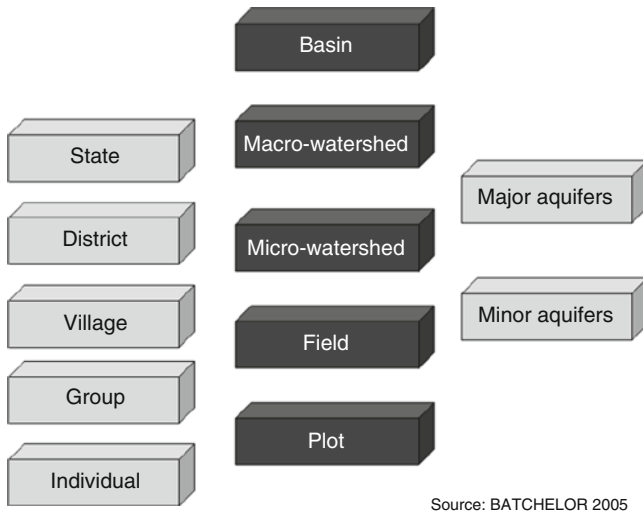 Basin
State
Macro-watershed
Major aquifers
District
Micro-watershed
Village
Field
Minor aquifers
Group
Plot
Individual
Source: BATCHELOR 2005